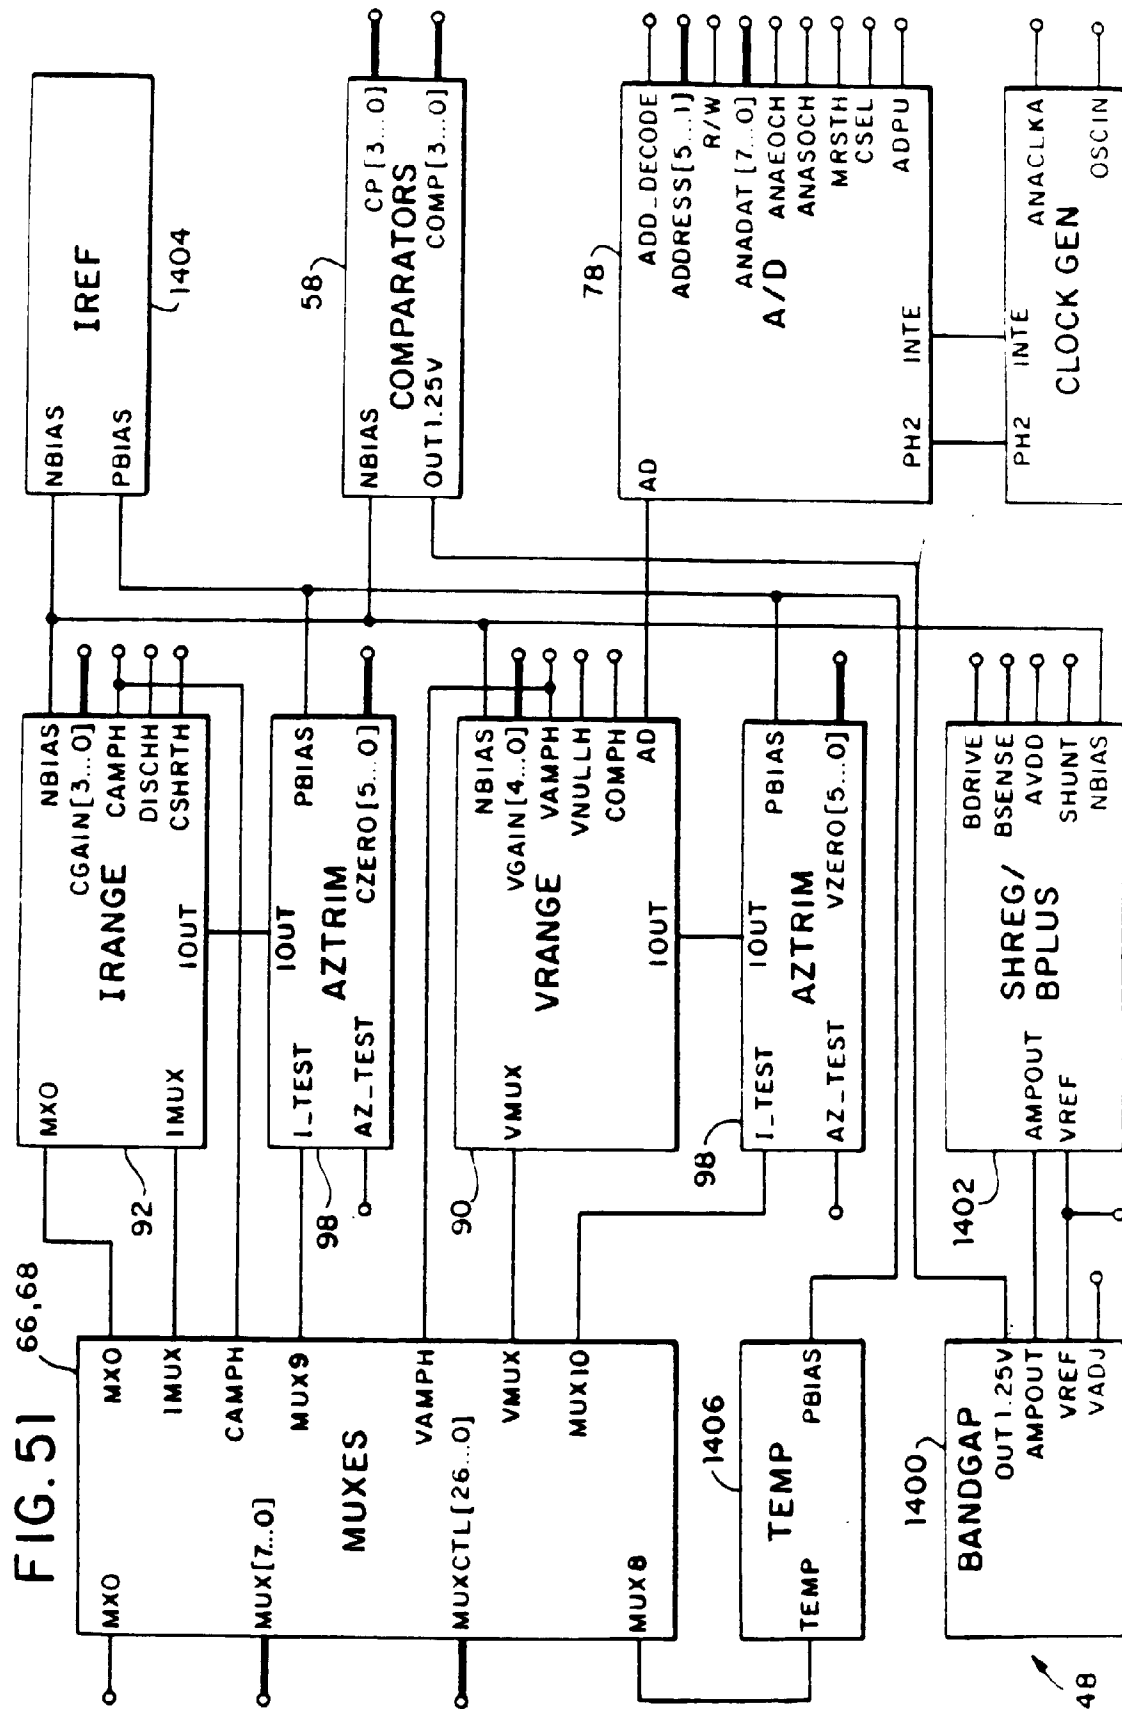 FIG. 51
66,68
MX0
MUX[7...0]
MUXCTL[26...0]
MUX8
MUXES
MX0
IMUX
CAMPH
MUX9
VAMPH
VMUX
MUX10
92
MX0
IMUX
IRANGE
IOUT
NBIAS
CGAIN[3...0]
CAMPH
DISCHH
CSHRTH
98
I_TEST
AZ_TEST
IOUT
AZTRIM
PBIAS
CZERO[5...0]
90
VMUX
VRANGE
IOUT
NBIAS
VGAIN[4...0]
VAMPH
VNULLH
COMPH
AD
98
I_TEST
AZ_TEST
IOUT
AZTRIM
PBIAS
VZERO[5...0]
NBIAS
PBIAS
IREF
1404
58
NBIAS
OUT1.25V
COMPARATORS
CP[3...0]
COMP[3...0]
78
AD
A/D
ADD_DECODE
ADDRESS[5...1]
R/W
ANADAT[7...0]
ANAEOCH
ANASOCH
MRSTH
CSEL
ADPU
PH2
INTE
PH2
INTE
CLOCK GEN
ANACLKA
OSCIN
1406
TEMP
TEMP
PBIAS
1400
BANDGAP
OUT1.25V
AMPOUT
VREF
VADJ
1402
AMPOUT
VREF
SHREG/
BPLUS
BDRIVE
BSENSE
AVDD
SHUNT
NBIAS
48